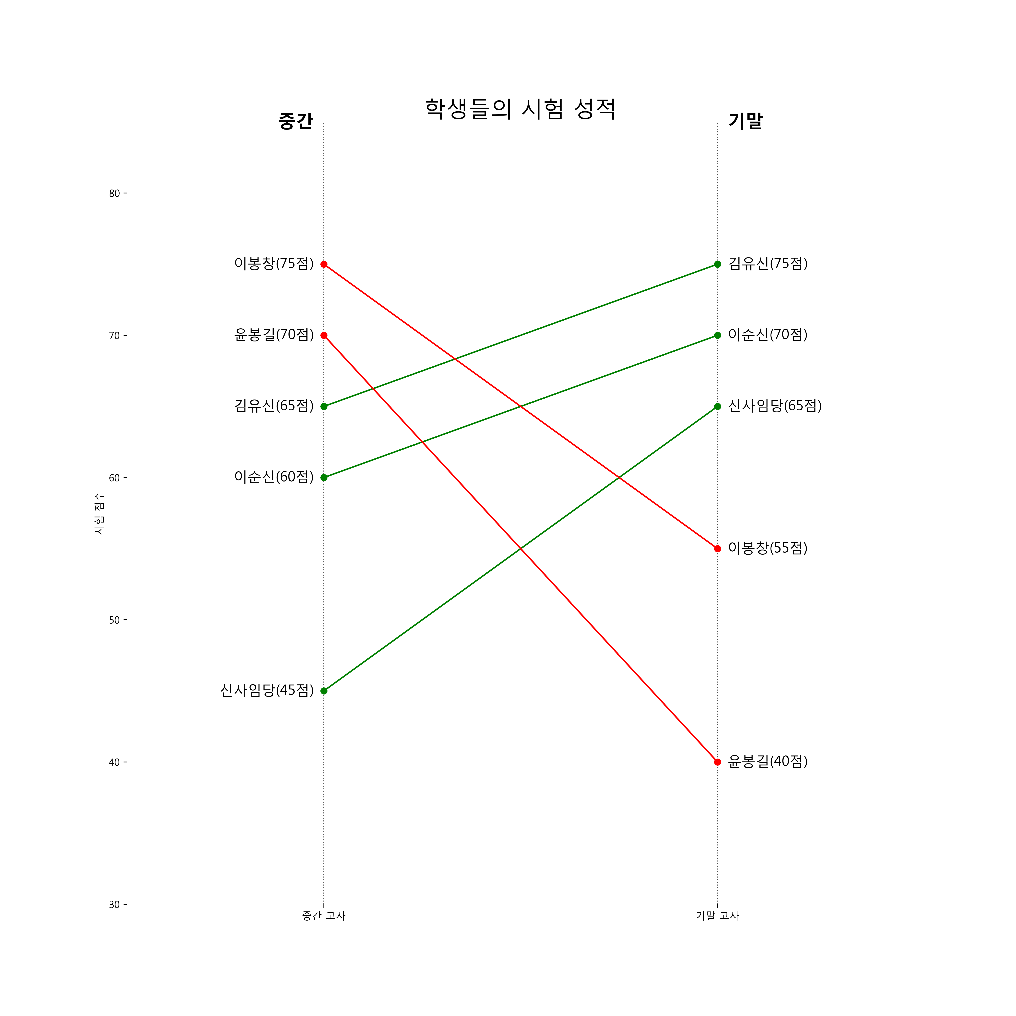 학생들의 시험 성적
중간
기말
80
70
60
50
40
30
시험 점수
이봉창(75점)
윤봉길(70점)
김유신(65점)
이순신(60점)
신사임당(45점)
김유신(75점)
이순신(70점)
신사임당(65점)
이봉창(55점)
윤봉길(40점)
중간 고사
기말 고사